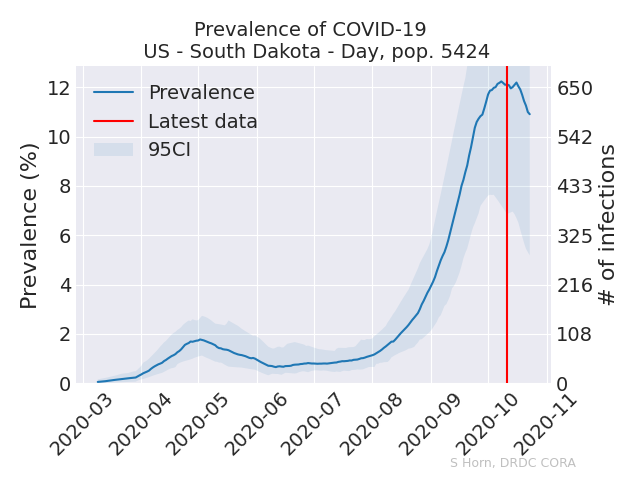 Prevalence of COVID-19
US - South Dakota - Day, pop. 5424
Prevalence
Latest data
95CI
Prevalence (%)
12
10
8
6
4
2
0
650
542
433
325
216
108
0
# of infections
2020-03
2020-04
2020-05
2020-06
2020-07
2020-08
2020-09
2020-10
2020-11
S Horn, DRDC CORA